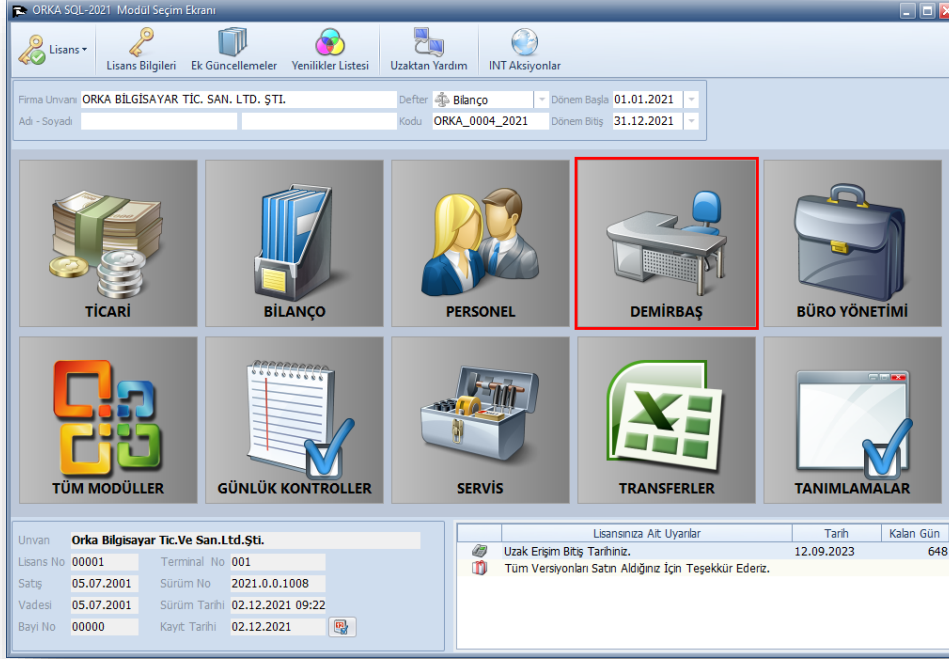 ORKA SQL-2021 Modül Seçim Ekranı
Lisans
Lisans Bilgileri Ek Güncellemeler Yenilikler Listesi Uzaktan Yardım INT Aksiyonlar
Firma Unvanı ORKA BİLGİSAYAR TİC. SAN. LTD. ŞTİ. Defter Bilanço Dönem Başla 01.01.2021
Adı - Soyadı Kodu ORKA_0004_2021 Dönem Bitiş 31.12.2021
TİCARİ BİLANÇO PERSONEL DEMİRBAŞ BÜRO YÖNETİMİ
TÜM MODÜLLER GÜNLÜK KONTROLLER SERVİS TRANSFERLER TANIMLAMALAR
Unvan Orka Bilgisayar Tic.Ve San.Ltd.Şti.
Lisans No 00001 Terminal No 001
Satış 05.07.2001 Sürüm No 2021.0.0.1008
Vadesi 05.07.2001 Sürüm Tarihi 02.12.2021 09:22
Bayi No 00000 Kayıt Tarihi 02.12.2021
Lisansınıza Ait Uyarılar Tarih Kalan Gün
Uzak Erişim Bitiş Tarihiniz. 12.09.2023 648
Tüm Versiyonları Satın Aldığınız İçin Teşekkür Ederiz.